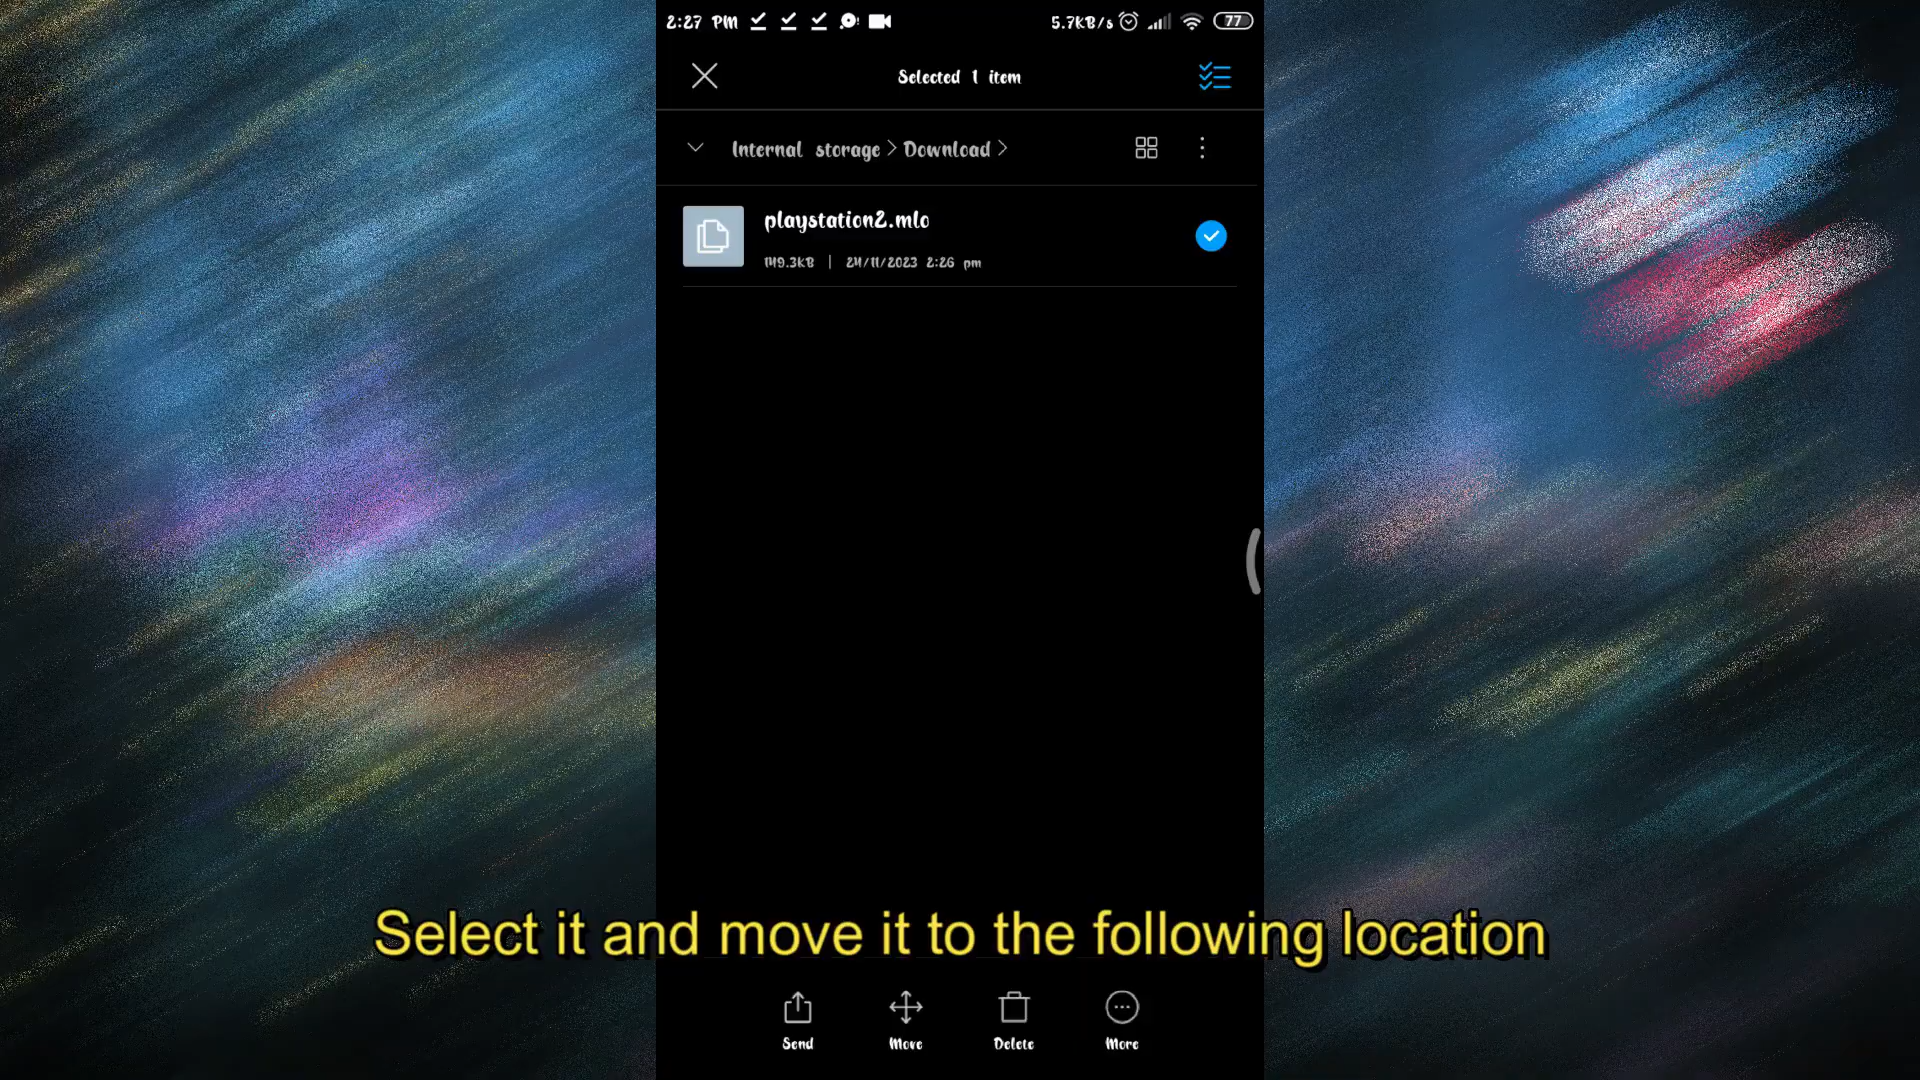 2:27 PM 5.7KB/s 77
Selected 1 item
Internal storage > Download >
playstation2.mlo
149.3KB | 24/11/2023 2:26 pm
Select it and move it to the following location
Send Move Delete More